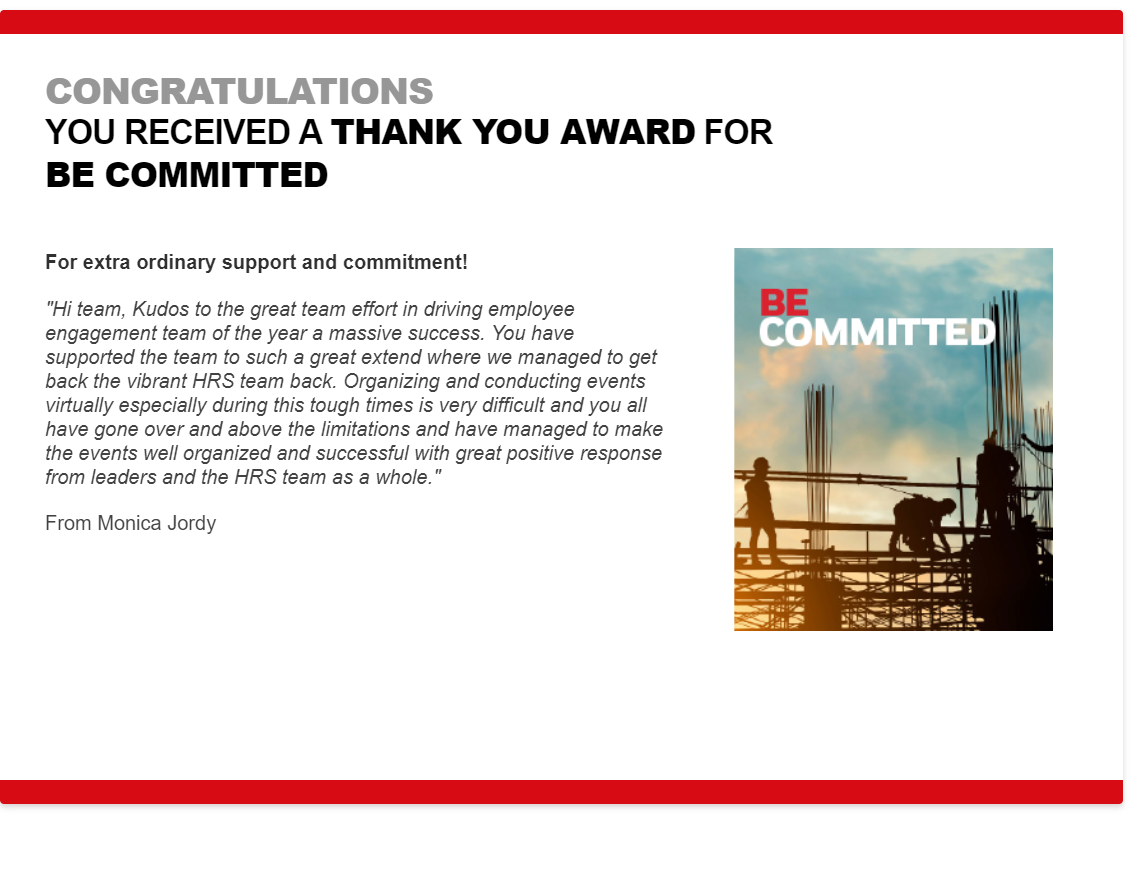 CONGRATULATIONS
YOU RECEIVED A THANK YOU AWARD FOR
BE COMMITTED
For extra ordinary support and commitment!
"Hi team, Kudos to the great team effort in driving employee
engagement team of the year a massive success. You have
supported the team to such a great extend where we managed to get
back the vibrant HRS team back. Organizing and conducting events
virtually especially during this tough times is very difficult and you all
have gone over and above the limitations and have managed to make
the events well organized and successful with great positive response
from leaders and the HRS team as a whole."
From Monica Jordy
BE
COMMITTED